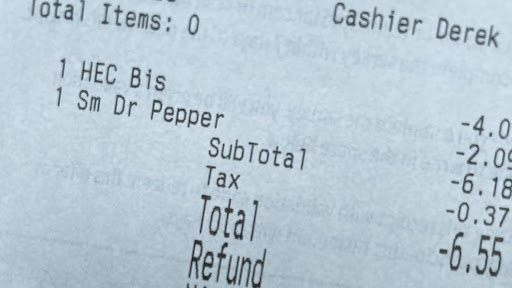 Total Items: 0 Cashier Derek
1 HEC Bis -4.0
1 Sm Dr Pepper -2.09
SubTotal -6.18
Tax -0.37
Total -6.55
Refund